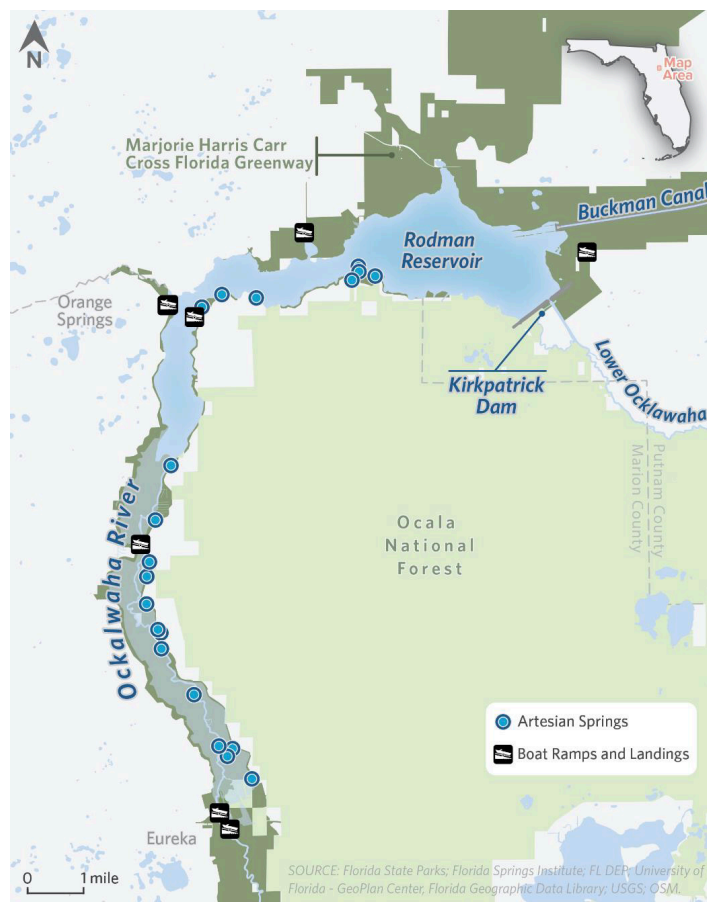 N
Map
Area
Marjorie Harris Carr
Cross Florida Greenway
Buckman Canal
Rodman
Reservoir
Orange
Springs
Kirkpatrick
Dam
Lower Ocklawaha
Putnam County
Marion County
Ockalwaha River
Ocala
National
Forest
Artesian Springs
Boat Ramps and Landings
Eureka
0 1 mile
SOURCE: Florida State Parks; Florida Springs Institute; FL DEP; University of
Florida - GeoPlan Center, Florida Geographic Data Library; USGS; OSM.